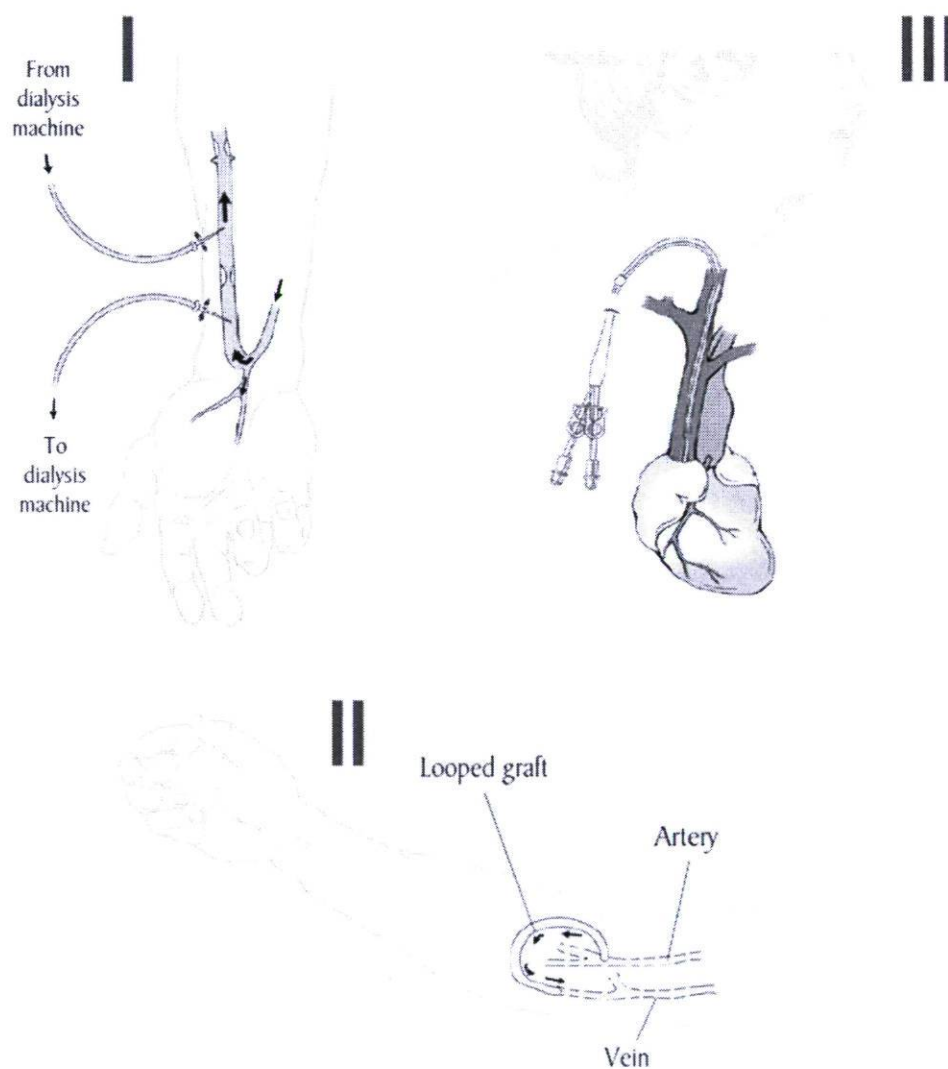 I
From
dialysis
machine
To
dialysis
machine
III
II
Looped graft
Artery
Vein